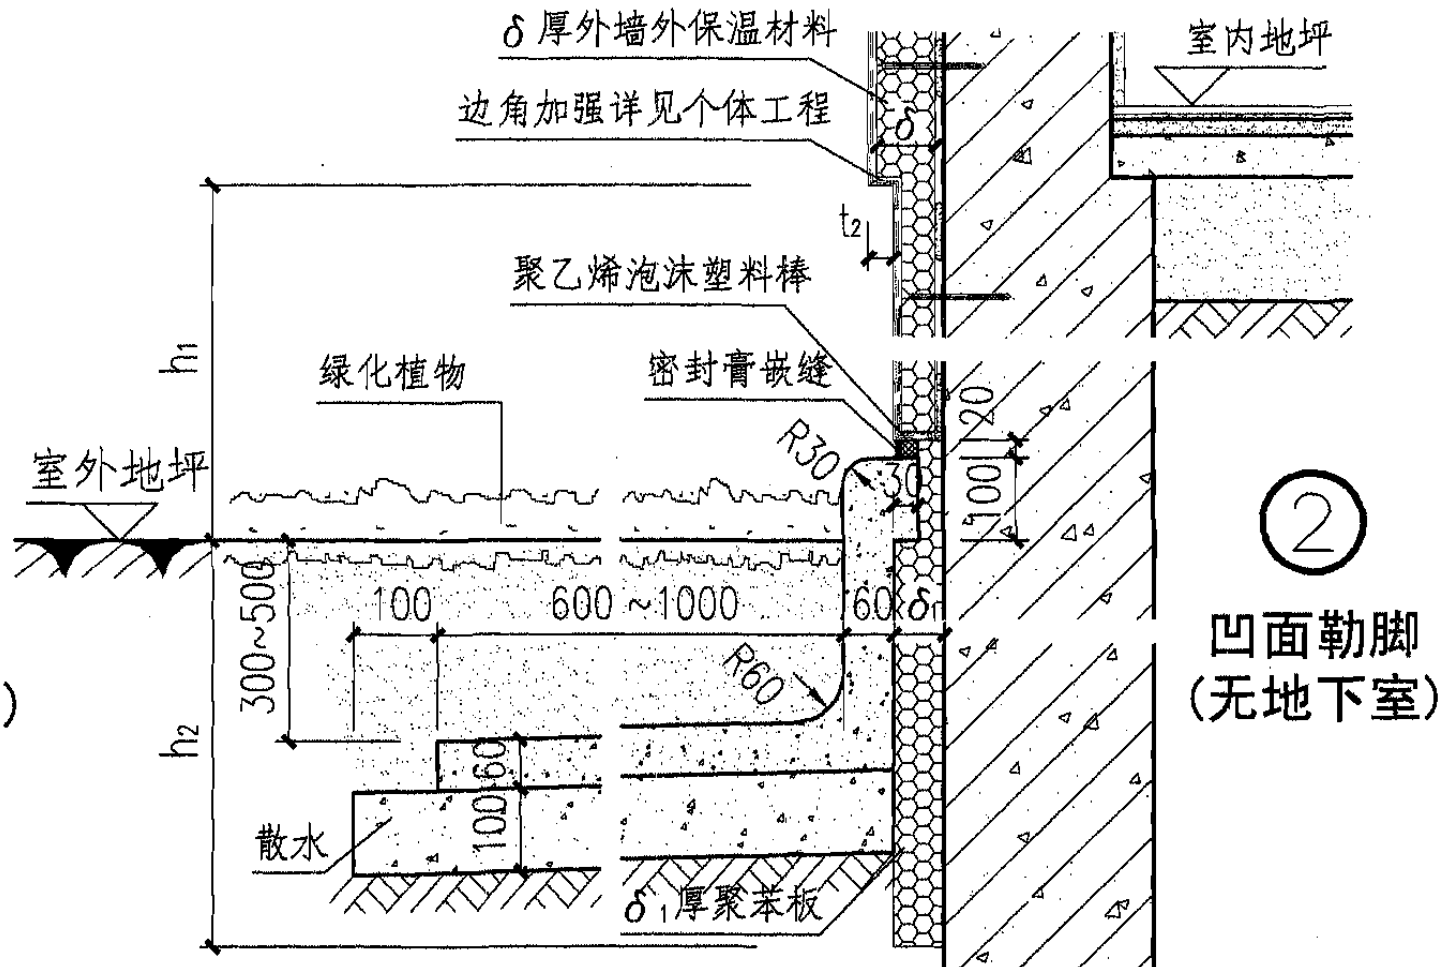 δ 厚外墙外保温材料
边角加强详见个体工程
室内地坪
δ
t₂
聚乙烯泡沫塑料棒
h₁
绿化植物
密封膏嵌缝
20
R30
30
100
室外地坪
2
300~500
100
600~1000
60
δ₁
凹面勒脚
(无地下室)
)
R60
h₂
60
100
散水
δ₁厚聚苯板